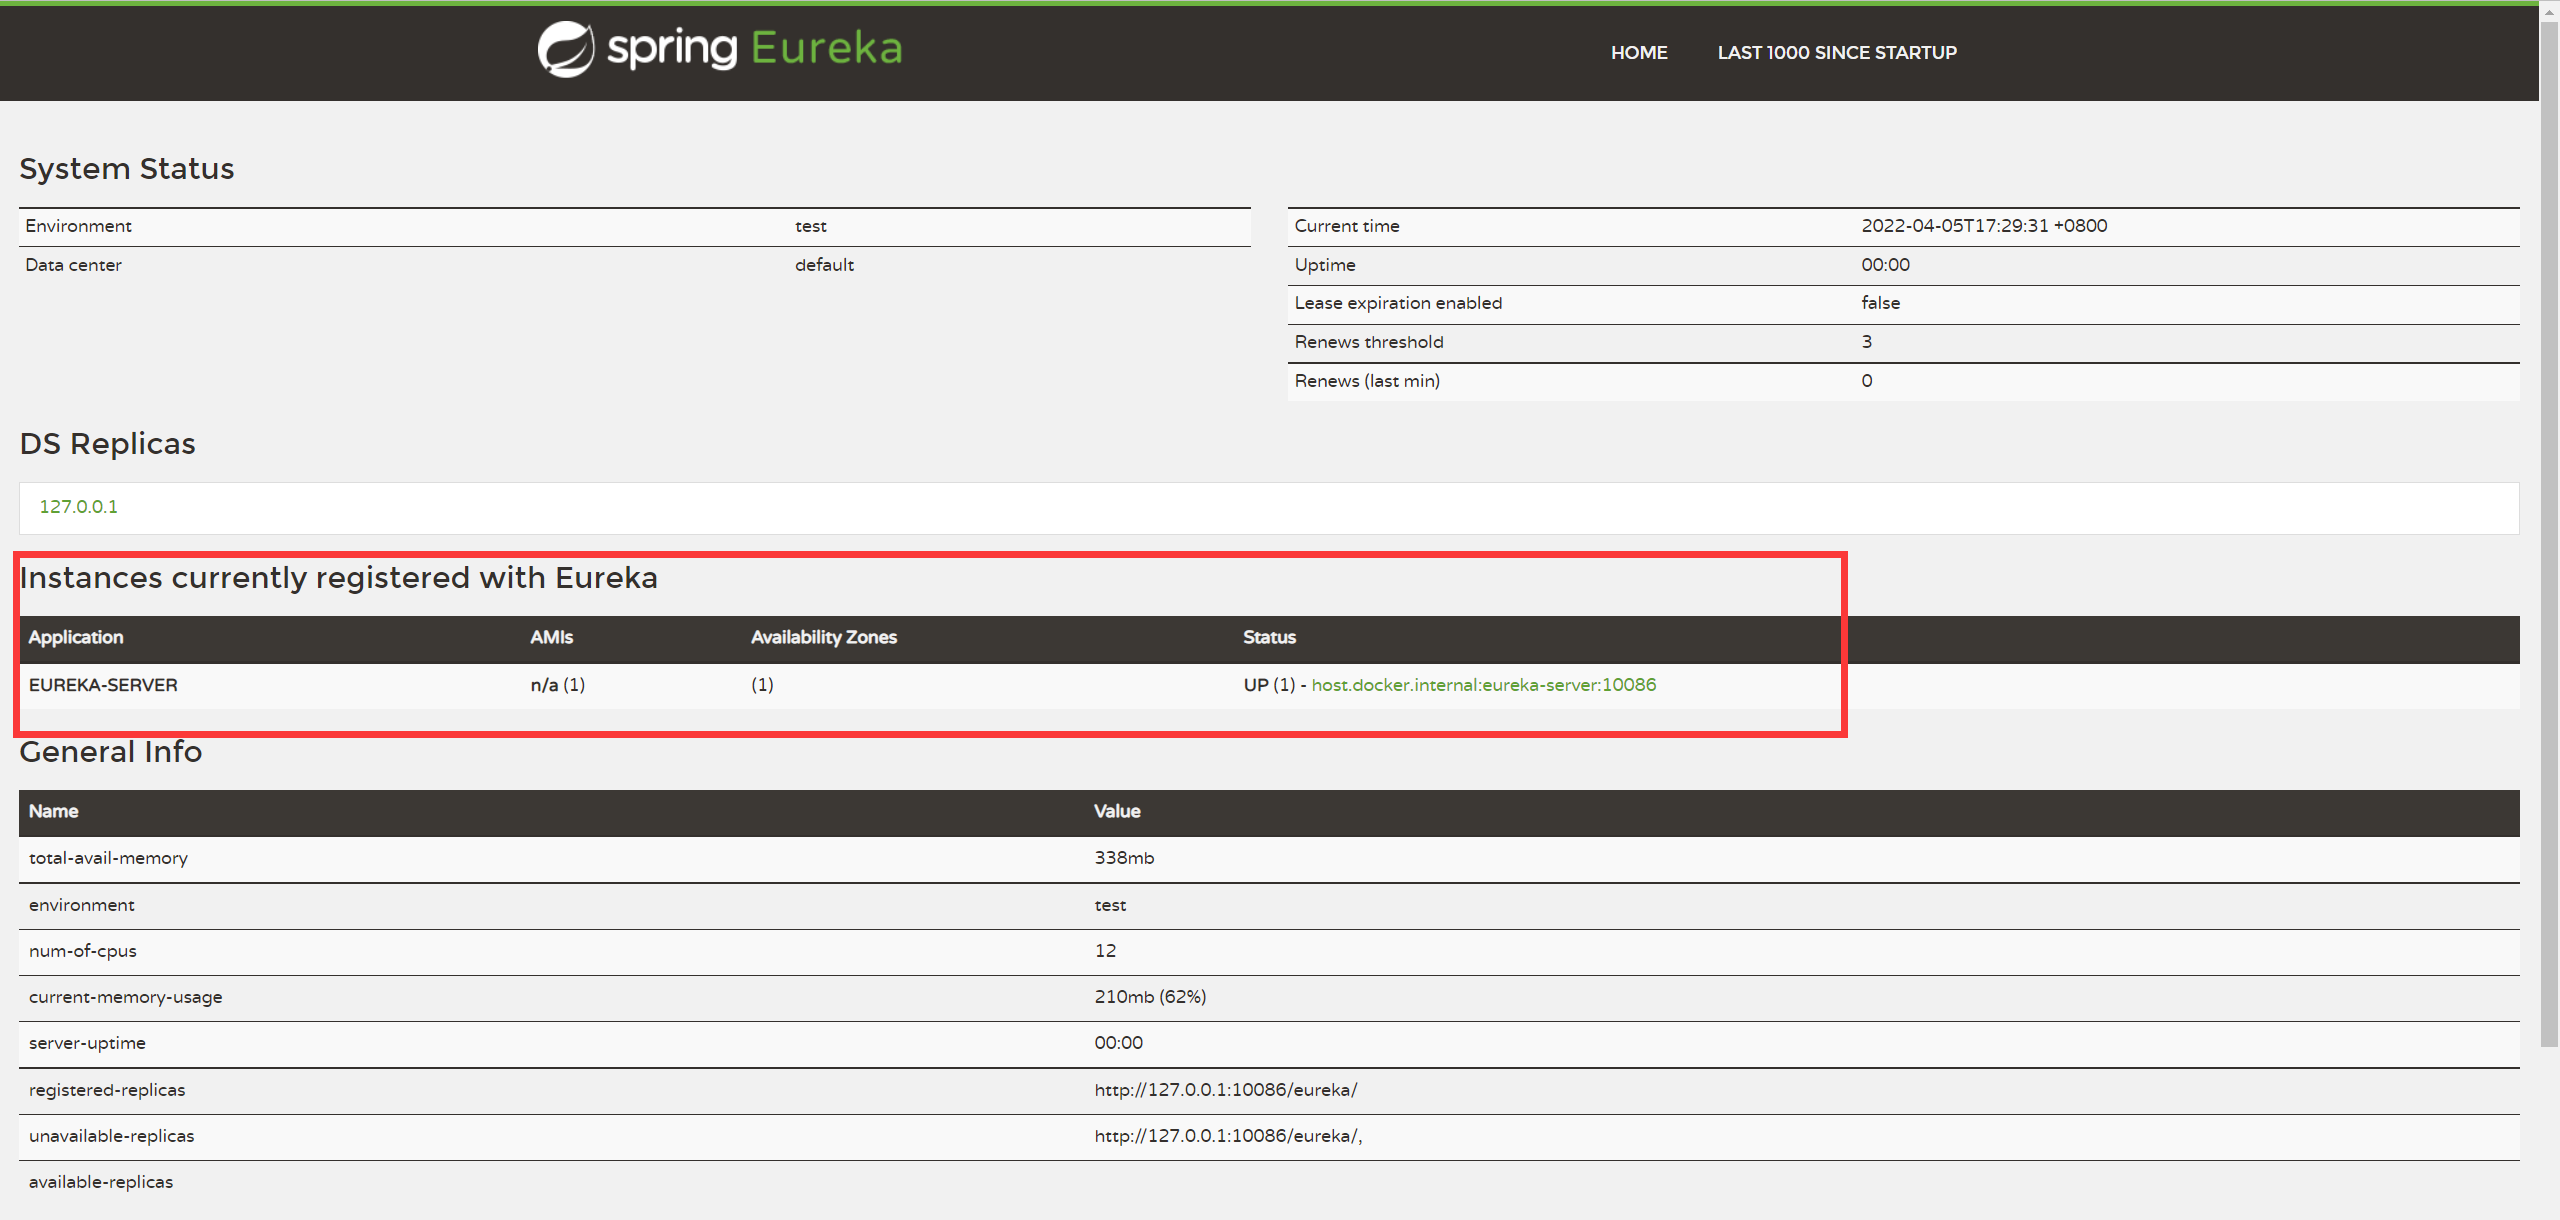 spring Eureka
HOME LAST 1000 SINCE STARTUP
System Status
Environment test
Data center default
Current time 2022-04-05T17:29:31 +0800
Uptime 00:00
Lease expiration enabled false
Renews threshold 3
Renews (last min) 0
DS Replicas
127.0.0.1
Instances currently registered with Eureka
Application AMIs Availability Zones Status
EUREKA-SERVER n/a (1) (1) UP (1) - host.docker.internal:eureka-server:10086
General Info
Name Value
total-avail-memory 338mb
environment test
num-of-cpus 12
current-memory-usage 210mb (62%)
server-uptime 00:00
registered-replicas http://127.0.0.1:10086/eureka/
unavailable-replicas http://127.0.0.1:10086/eureka/,
available-replicas